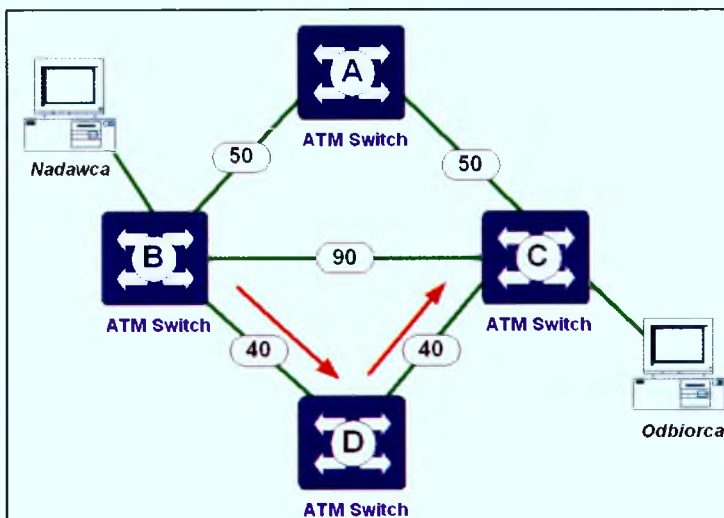 A
ATM Switch
Nadawca
50
50
B
90
C
ATM Switch
ATM Switch
40
40
D
Odbiorca
ATM Switch